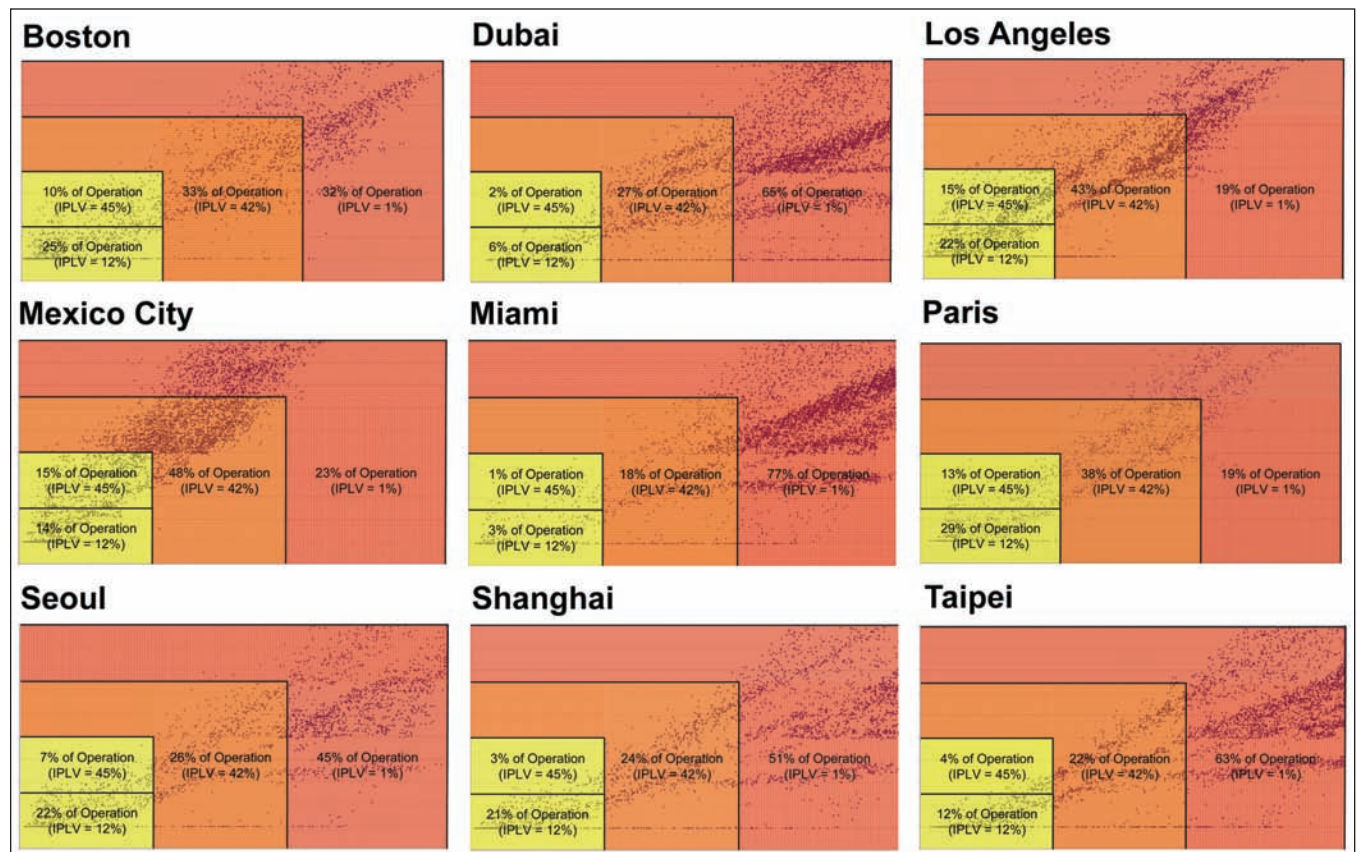 Boston
10% of Operation
(IPLV = 45%)
33% of Operation
(IPLV = 42%)
32% of Operation
(IPLV = 1%)
25% of Operation
(IPLV = 12%)
Dubai
2% of Operation
(IPLV = 45%)
27% of Operation
(IPLV = 42%)
65% of Operation
(IPLV = 1%)
6% of Operation
(IPLV = 12%)
Los Angeles
15% of Operation
(IPLV = 45%)
43% of Operation
(IPLV = 42%)
19% of Operation
(IPLV = 1%)
22% of Operation
(IPLV = 12%)
Mexico City
15% of Operation
(IPLV = 45%)
48% of Operation
(IPLV = 42%)
23% of Operation
(IPLV = 1%)
14% of Operation
(IPLV = 12%)
Miami
1% of Operation
(IPLV = 45%)
18% of Operation
(IPLV = 42%)
77% of Operation
(IPLV = 1%)
3% of Operation
(IPLV = 12%)
Paris
13% of Operation
(IPLV = 45%)
38% of Operation
(IPLV = 42%)
19% of Operation
(IPLV = 1%)
29% of Operation
(IPLV = 12%)
Seoul
7% of Operation
(IPLV = 45%)
26% of Operation
(IPLV = 42%)
45% of Operation
(IPLV = 1%)
22% of Operation
(IPLV = 12%)
Shanghai
3% of Operation
(IPLV = 45%)
24% of Operation
(IPLV = 42%)
51% of Operation
(IPLV = 1%)
21% of Operation
(IPLV = 12%)
Taipei
4% of Operation
(IPLV = 45%)
22% of Operation
(IPLV = 42%)
63% of Operation
(IPLV = 1%)
12% of Operation
(IPLV = 12%)